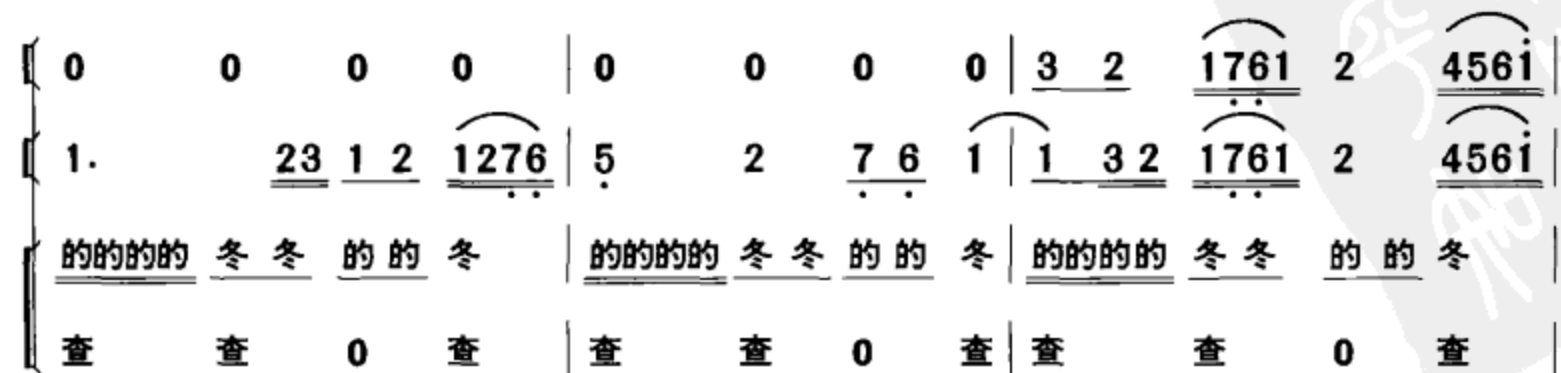 0 0 0 0 | 0 0 0 0 | 3 2 1761 2 4561
1. 23 1 2 1276 | 5 2 7 6 1 | 1 3 2 1761 2 4561
的的的的 冬 冬 的 的 冬 | 的的的的 冬 冬 的 的 冬 | 的的的的 冬 冬 的 的 冬
查 查 0 查 | 查 查 0 查 | 查 查 0 查